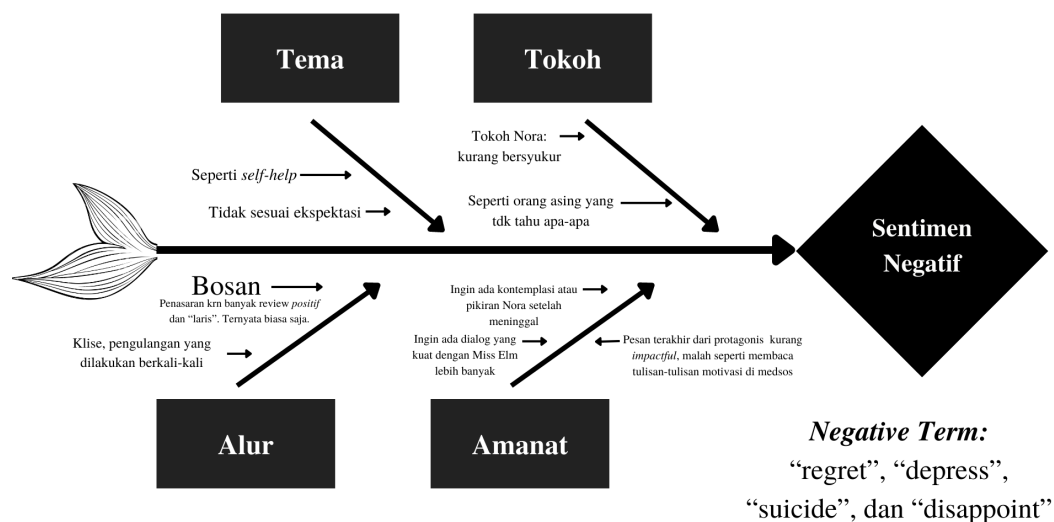 Tema
Tokoh
Tokoh Nora:
kurang bersyukur
Seperti self-help
Seperti orang asing yang
tdk tahu apa-apa
Tidak sesuai ekspektasi
Sentimen
Negatif
Bosan
Penasaran krn banyak review positif
dan “laris”. Ternyata biasa saja.
Klise, pengulangan yang
dilakukan berkali-kali
Ingin ada kontemplasi atau
pikiran Nora setelah
meninggal
Ingin ada dialog yang
kuat dengan Miss Elm
lebih banyak
Pesan terakhir dari protagonis kurang
impactful, malah seperti membaca
tulisan-tulisan motivasi di medsos
Alur
Amanat
Negative Term:
“regret”, “depress”,
“suicide”, dan “disappoint”